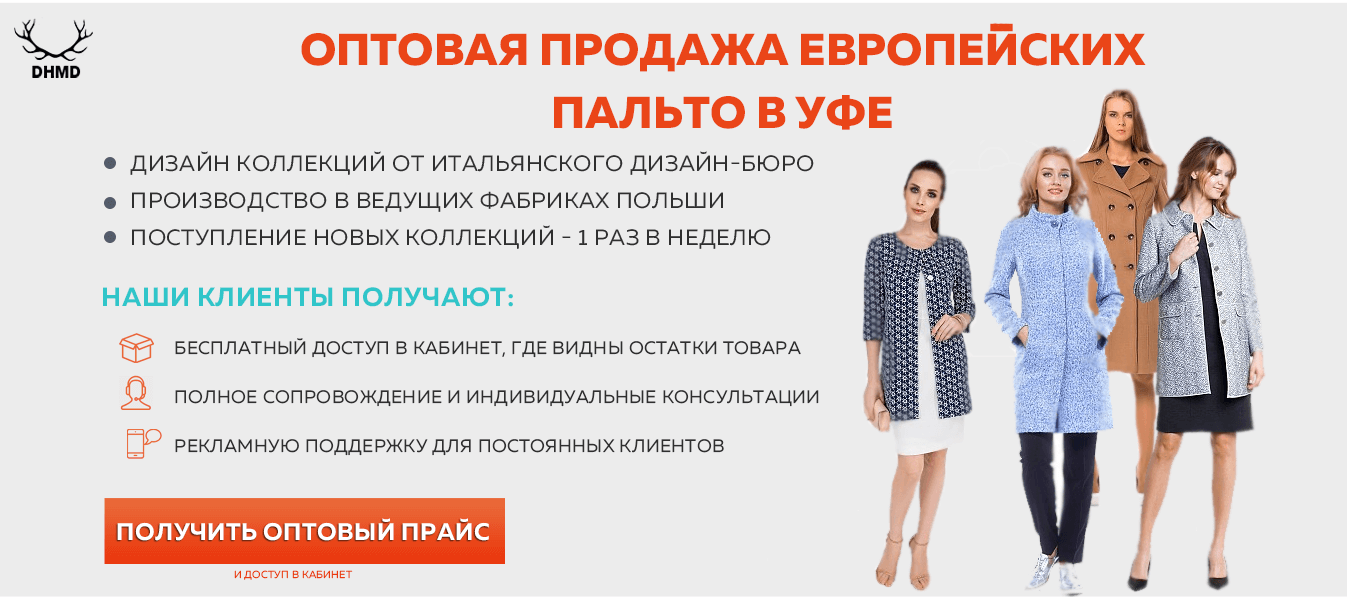 DHMD
ОПТОВАЯ ПРОДАЖА ЕВРОПЕЙСКИХ
ПАЛЬТО В УФЕ
ДИЗАЙН КОЛЛЕКЦИЙ ОТ ИТАЛЬЯНСКОГО ДИЗАЙН-БЮРО
ПРОИЗВОДСТВО В ВЕДУЩИХ ФАБРИКАХ ПОЛЬШИ
ПОСТУПЛЕНИЕ НОВЫХ КОЛЛЕКЦИЙ - 1 РАЗ В НЕДЕЛЮ
НАШИ КЛИЕНТЫ ПОЛУЧАЮТ:
БЕСПЛАТНЫЙ ДОСТУП В КАБИНЕТ, ГДЕ ВИДНЫ ОСТАТКИ ТОВАРА
ПОЛНОЕ СОПРОВОЖДЕНИЕ И ИНДИВИДУАЛЬНЫЕ КОНСУЛЬТАЦИИ
РЕКЛАМНУЮ ПОДДЕРЖКУ ДЛЯ ПОСТОЯННЫХ КЛИЕНТОВ
ПОЛУЧИТЬ ОПТОВЫЙ ПРАЙС
И ДОСТУП В КАБИНЕТ